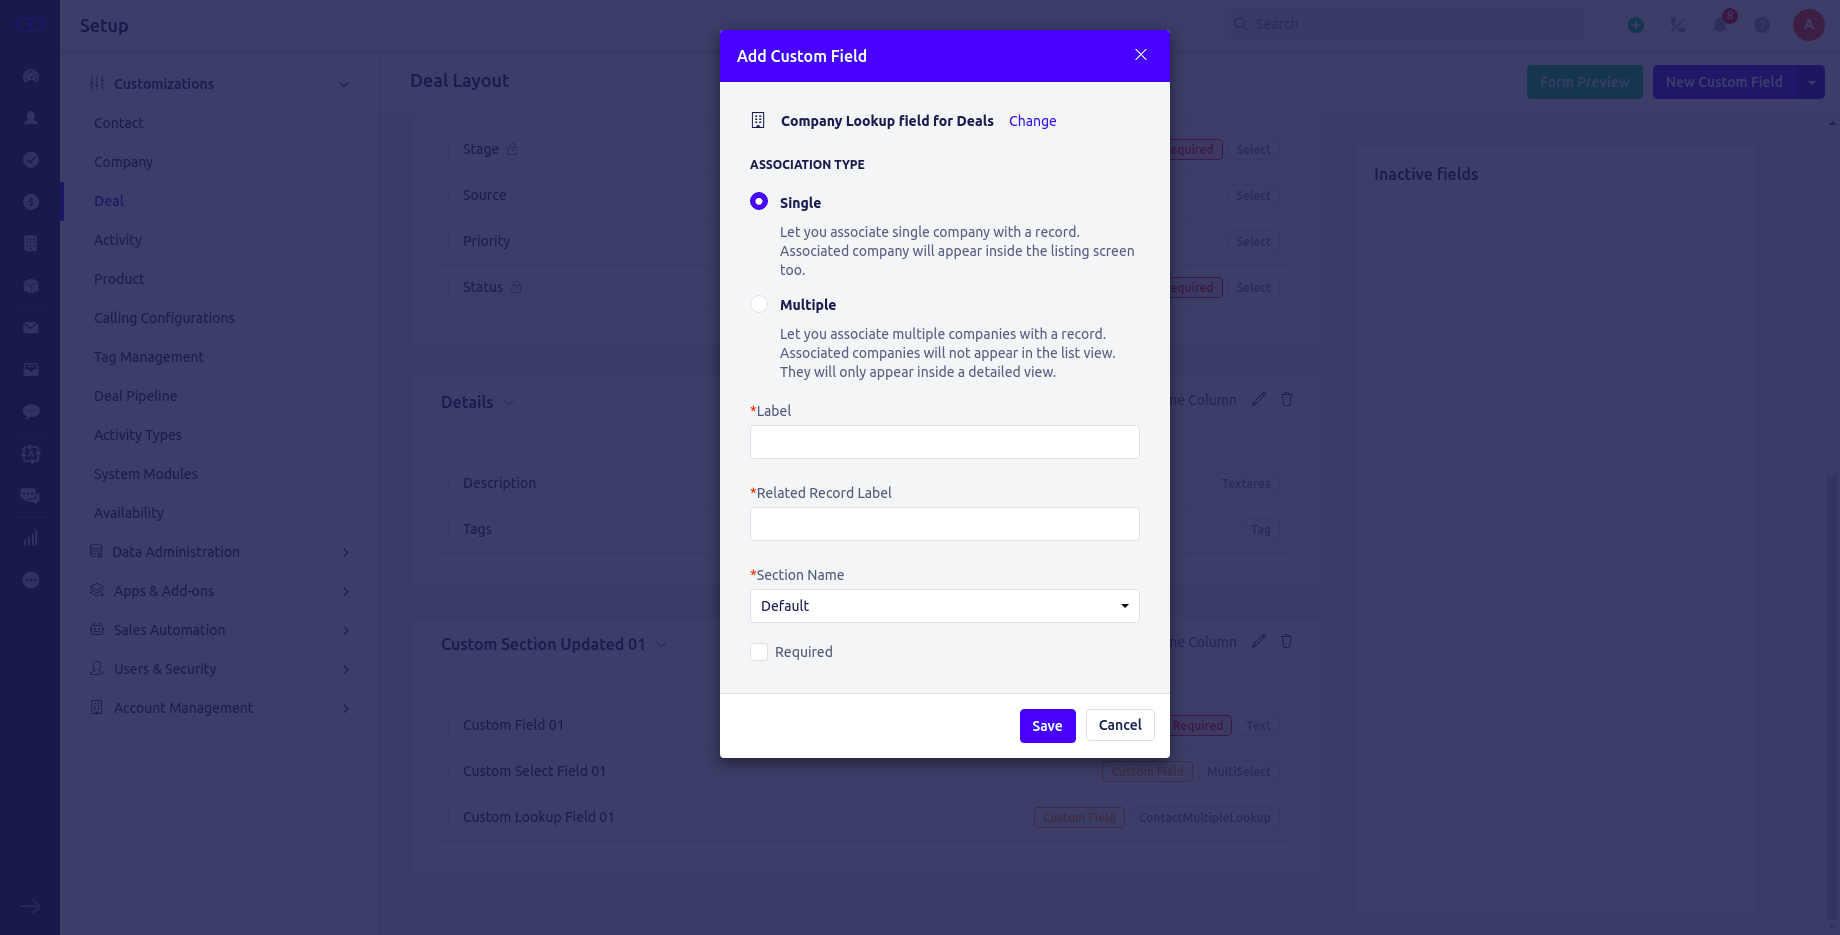 Setup
Search
8
A
Customizations
Contact
Company
Deal
Activity
Product
Calling Configurations
Tag Management
Deal Pipeline
Activity Types
System Modules
Availability
Data Administration
Apps & Add-ons
Sales Automation
Users & Security
Account Management
Deal Layout
Form Preview
New Custom Field
Stage
Select
Source
Select
Priority
Select
Status
Select
Details
Column
Description
Textarea
Tags
Tag
Custom Section Updated 01
Column
Custom Field 01
Required
Text
Custom Select Field 01
Custom Field
MultiSelect
Custom Lookup Field 01
Custom Field
ContactMultipleLookup
Inactive fields
Add Custom Field
Company Lookup field for Deals Change
ASSOCIATION TYPE
Single
Let you associate single company with a record.
Associated company will appear inside the listing screen
too.
Multiple
Let you associate multiple companies with a record.
Associated companies will not appear in the list view.
They will only appear inside a detailed view.
*Label
*Related Record Label
*Section Name
Default
Required
Save
Cancel